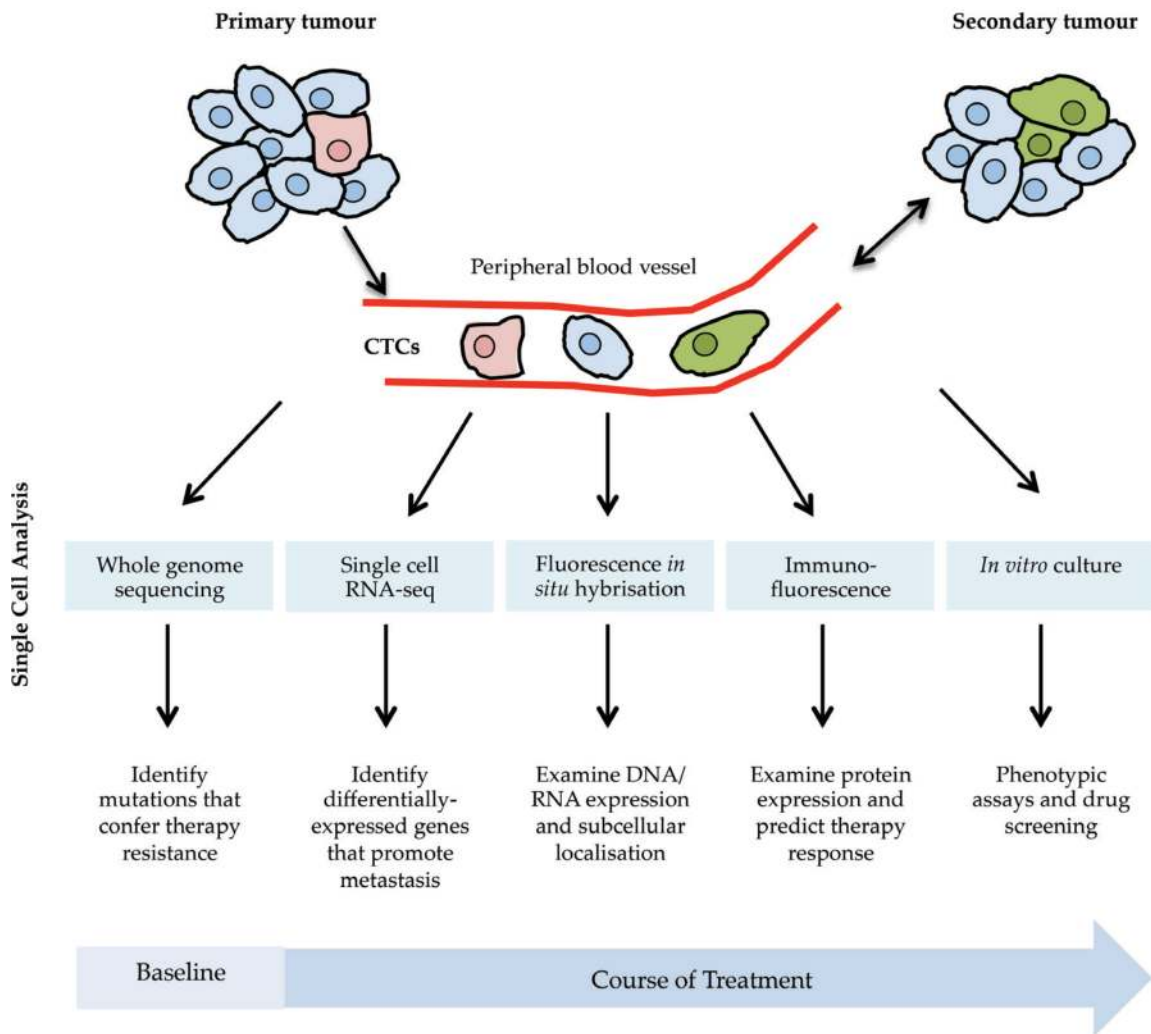 Primary tumour
Secondary tumour
Peripheral blood vessel
CTCs
Single Cell Analysis
Whole genome
sequencing
Single cell
RNA-seq
Fluorescence in
situ hybrisation
Immuno-
fluorescence
In vitro culture
Identify
mutations that
confer therapy
resistance
Identify
differentially-
expressed genes
that promote
metastasis
Examine DNA/
RNA expression
and subcellular
localisation
Examine protein
expression and
predict therapy
response
Phenotypic
assays and drug
screening
Baseline
Course of Treatment